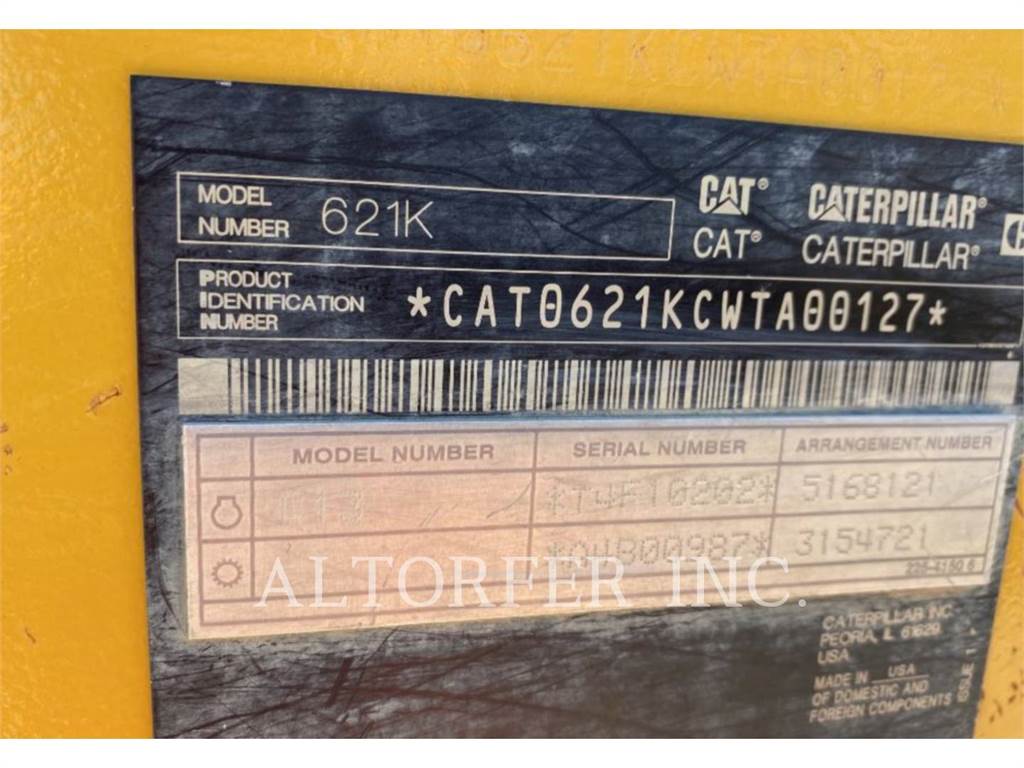 MODEL
NUMBER 621K
CAT® CATERPILLAR®
CAT® CATERPILLAR®
PRODUCT
IDENTIFICATION
NUMBER
*CAT0621KCWTA00127*
MODEL NUMBER SERIAL NUMBER ARRANGEMENT NUMBER
*T4F10202* 5168121
3154721
ALTORFER INC.
CATERPILLAR INC.
PEORIA, IL 61629
USA
MADE IN USA
OF DOMESTIC AND
FOREIGN COMPONENTS